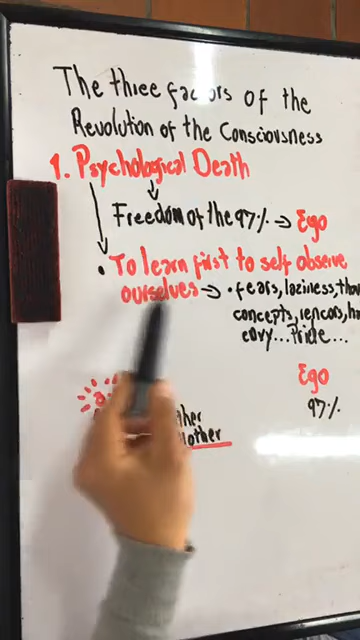 The three factors of the
Revolution of the Consciousness
1. Psychological Death
Freedom of the 97% → Ego
• To learn first to self observe
ourselves → • fears, laziness,
concepts, rencors,
envy... Pride...
Ego
97%